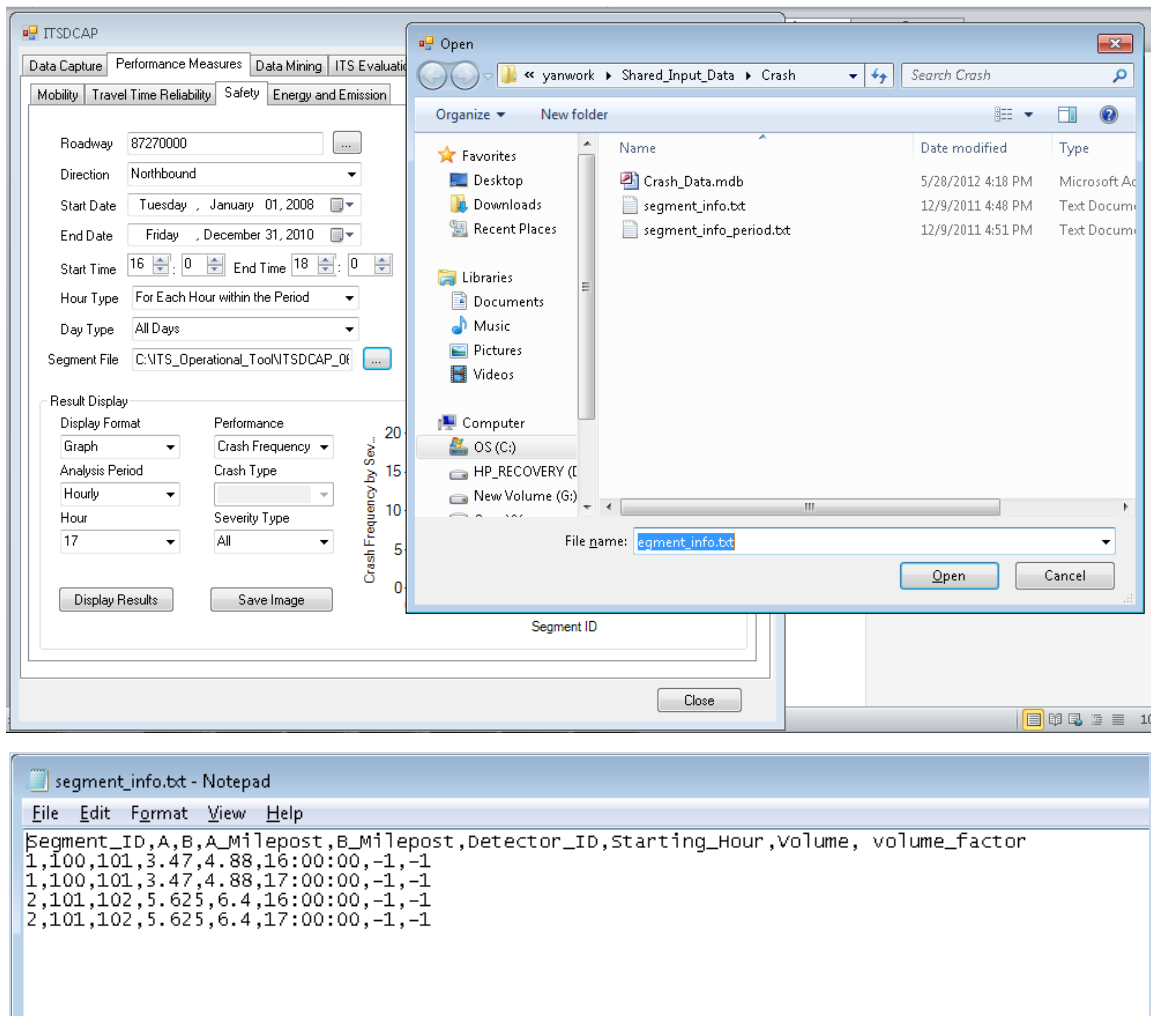 ITSDCAP
Data Capture Performance Measures Data Mining ITS
Mobility Travel Time Reliability Safety Energy and Emission
Roadway 87270000 ...
Direction Northbound
Start Date Tuesday , January 01, 2008
End Date Friday , December 31, 2010
Start Time 16 : 0 End Time 18 : 0
Hour Type For Each Hour within the Period
Day Type All Days
Segment File C:\ITS_Operational_Tool\ITSDCAP_06 ...
Result Display
Display Format Performance
Graph Crash Frequency
Analysis Period Crash Type
Hourly
Hour Severity Type
17 All
Display Results Save Image
Crash Frequency by Sev...
20
15
10
5
0
Segment ID
Close
Open
« yanwork Shared_Input_Data Crash Search Crash
Organize New folder
Favorites
Desktop
Downloads
Recent Places
Libraries
Documents
Music
Pictures
Videos
Computer
OS (C:)
HP_RECOVERY (D
New Volume (G:)
Name Date modified Type
Crash_Data.mdb 5/28/2012 4:18 PM Microsoft Ac
segment_info.txt 12/9/2011 4:48 PM Text Docum
segment_info_period.txt 12/9/2011 4:51 PM Text Docum
File name: egment_info.txt
Open Cancel
10
segment_info.txt - Notepad
File Edit Format View Help
Segment_ID,A,B,A_Milepost,B_Milepost,Detector_ID,Starting_Hour,Volume, volume_factor
1,100,101,3.47,4.88,16:00:00,-1,-1
1,100,101,3.47,4.88,17:00:00,-1,-1
2,101,102,5.625,6.4,16:00:00,-1,-1
2,101,102,5.625,6.4,17:00:00,-1,-1